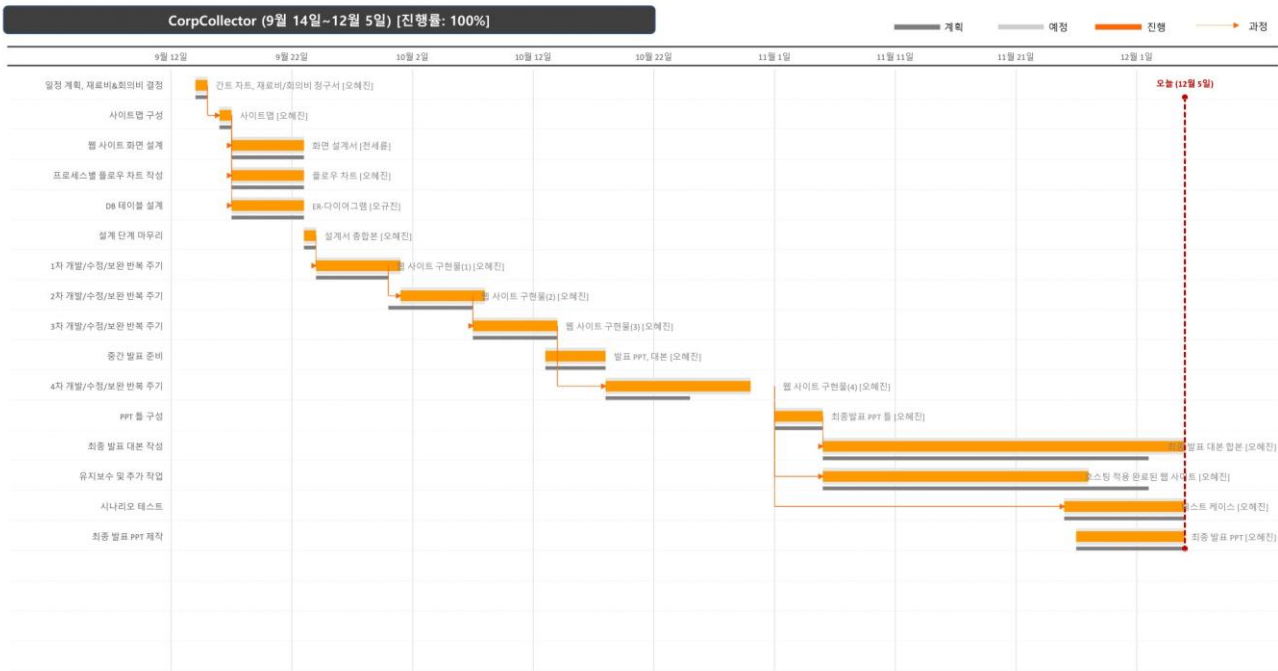 CorpCollector (9월 14일~12월 5일) [진행률: 100%]
계획 예정 진행 과정
9월 12일 9월 22일 10월 2일 10월 12일 10월 22일 11월 1일 11월 11일 11월 21일 12월 1일
오늘 (12월 5일)
일정 계획, 재료비&회의비 결정 간트 차트, 재료비/회의비 청구서 [오혜진]
사이트맵 구성 사이트맵 [오혜진]
웹 사이트 화면 설계 화면 설계서 [천세륜]
프로세스별 플로우 차트 작성 플로우 차트 [오혜진]
DB 테이블 설계 ER-다이어그램 [오규진]
설계 단계 마무리 설계서 종합본 [오혜진]
1차 개발/수정/보완 반복 주기 웹 사이트 구현물(1) [오혜진]
2차 개발/수정/보완 반복 주기 웹 사이트 구현물(2) [오혜진]
3차 개발/수정/보완 반복 주기 웹 사이트 구현물(3) [오혜진]
중간 발표 준비 발표 PPT, 대본 [오혜진]
4차 개발/수정/보완 반복 주기 웹 사이트 구현물(4) [오혜진]
PPT 틀 구성 최종발표 PPT 틀 [오혜진]
최종 발표 대본 작성 최종 발표 대본 합본 [오혜진]
유지보수 및 추가 작업 호스팅 적용 완료된 웹 사이트 [오혜진]
시나리오 테스트 테스트 케이스 [오혜진]
최종 발표 PPT 제작 최종 발표 PPT [오혜진]